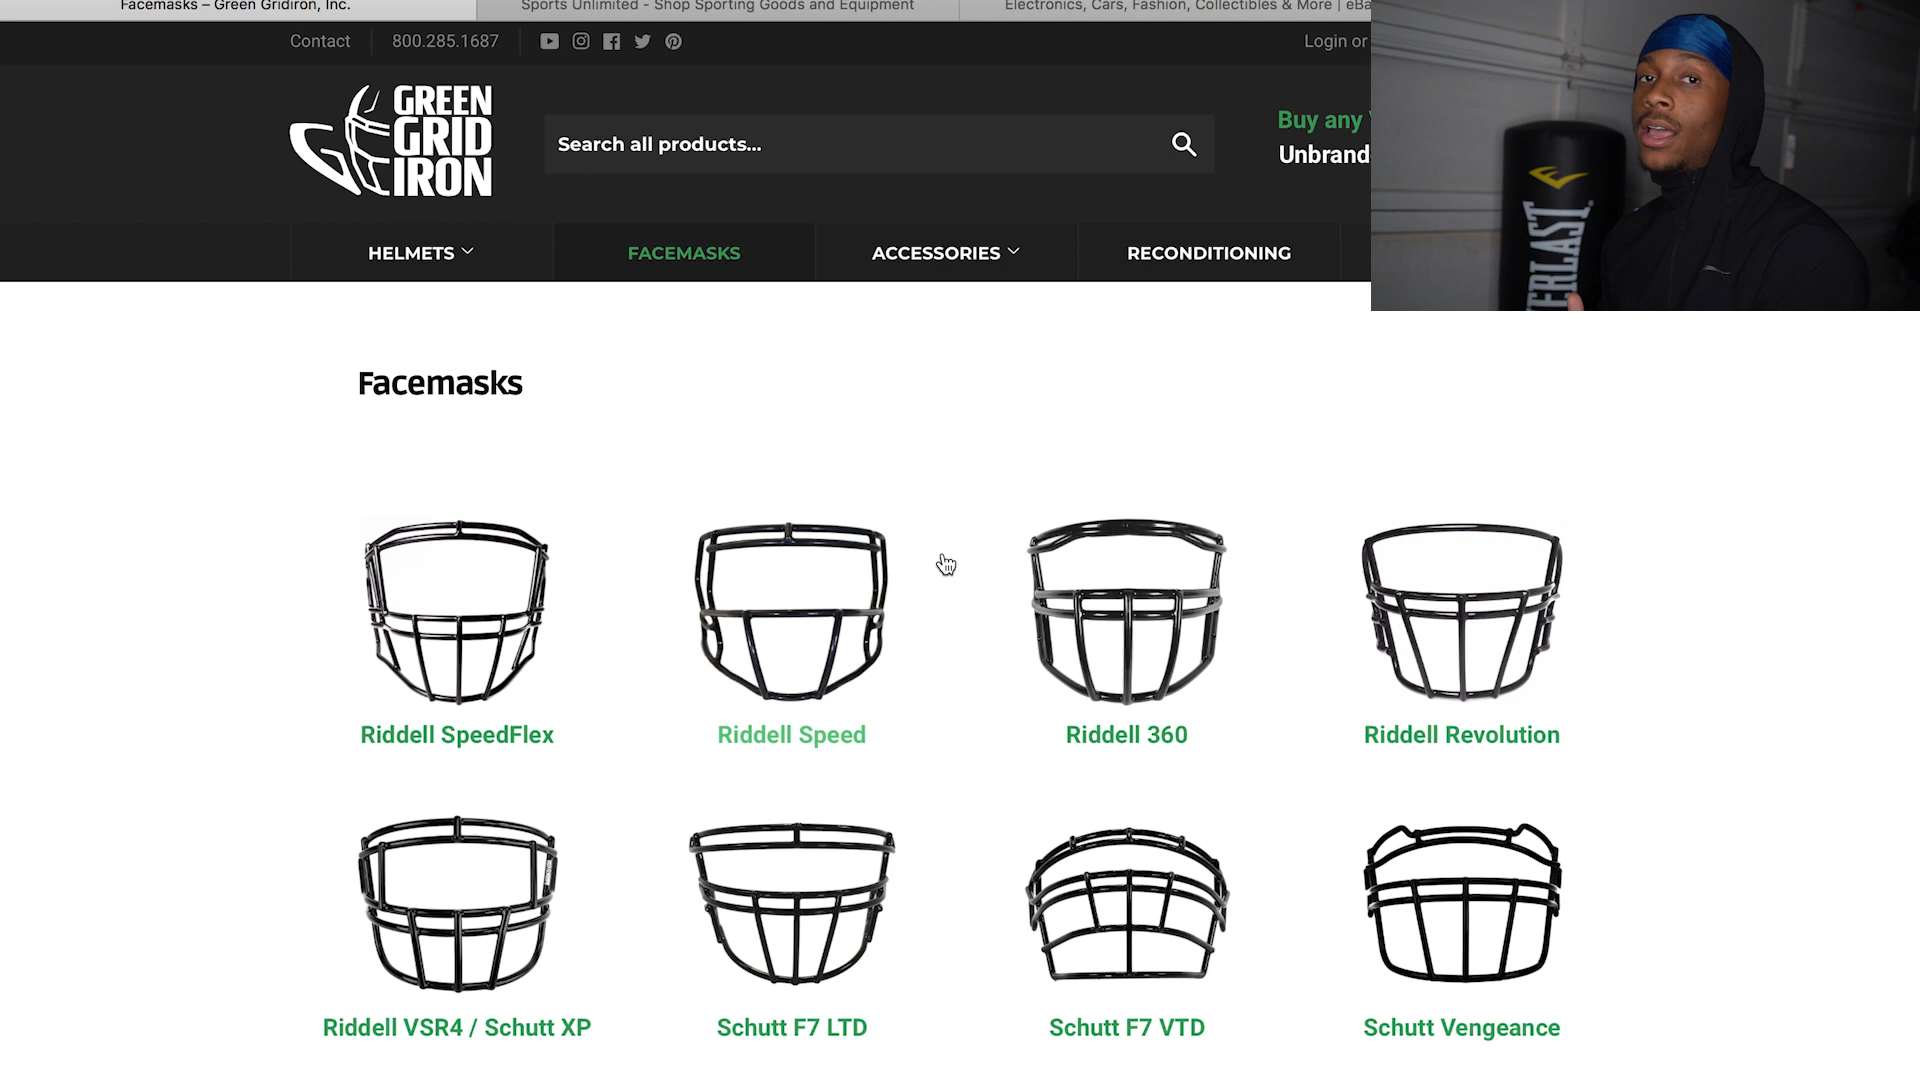 Facemasks – Green Gridiron, Inc.
Sports Unlimited - Shop Sporting Goods and Equipment
Electronics, Cars, Fashion, Collectibles & More | eBa
Contact
800.285.1687
Login or
GREEN
GRID
IRON
Search all products...
Buy any
Unbrand
HELMETS
FACEMASKS
ACCESSORIES
RECONDITIONING
EVERLAST
Facemasks
Riddell SpeedFlex
Riddell Speed
Riddell 360
Riddell Revolution
Riddell VSR4 / Schutt XP
Schutt F7 LTD
Schutt F7 VTD
Schutt Vengeance